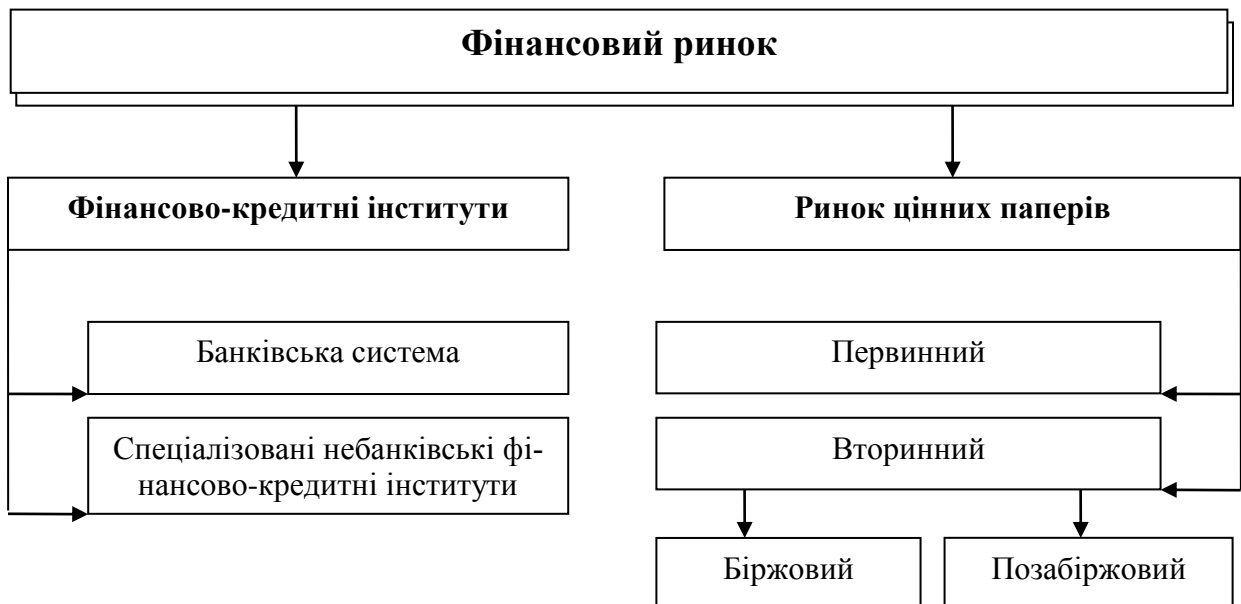 Фінансовий ринок
Фінансово-кредитні інститути
Ринок цінних паперів
Банківська система
Первинний
Спеціалізовані небанківські фі-
нансово-кредитні інститути
Вторинний
Біржовий
Позабіржовий